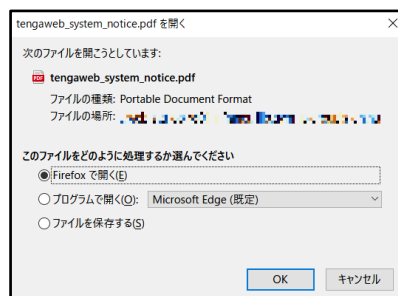 tengaweb_system_notice.pdf を開く
次のファイルを開こうとしています:
tengaweb_system_notice.pdf
ファイルの種類: Portable Document Format
ファイルの場所:
このファイルをどのように処理するか選んでください
Firefox で開く(E)
プログラムで開く(O): Microsoft Edge (既定)
ファイルを保存する(S)
OK キャンセル